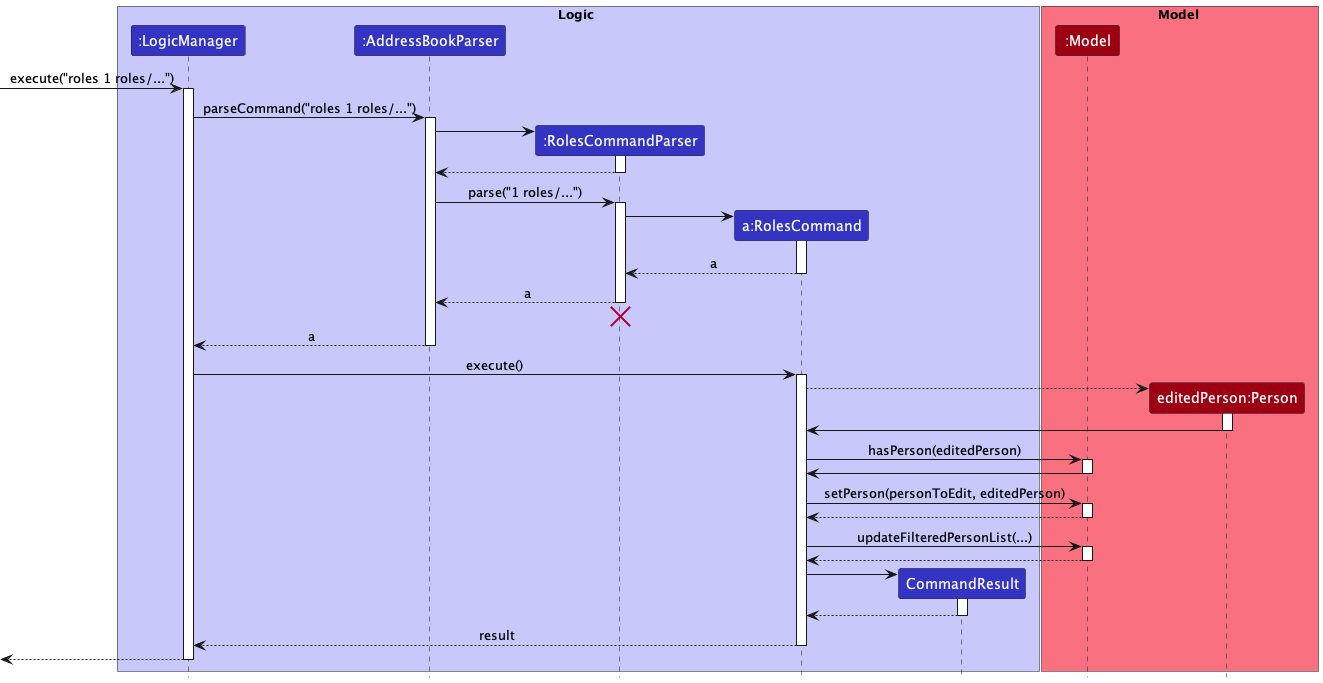 Logic
Model
:LogicManager
:AddressBookParser
:Model
execute("roles 1 roles/...")
parseCommand("roles 1 roles/...")
:RolesCommandParser
parse("1 roles/...")
a:RolesCommand
a
a
a
execute()
editedPerson:Person
hasPerson(editedPerson)
setPerson(personToEdit, editedPerson)
updateFilteredPersonList(...)
CommandResult
result